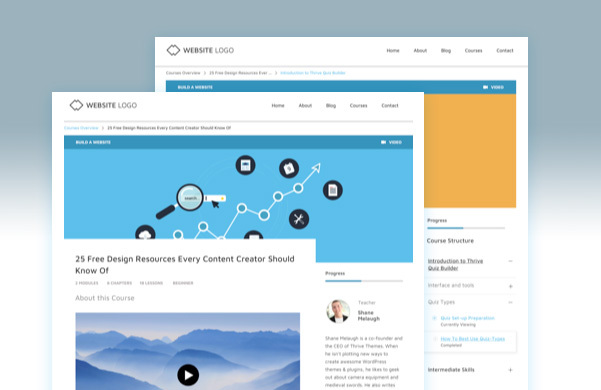 WEBSITE LOGO
Home About Blog Courses Contact
Courses Overview > 25 Free Design Resources Ever ... > Introduction to Thrive Quiz Builder
BUILD A WEBSITE
VIDEO
Progress
Course Structure
Introduction to Thrive
Quiz Builder
Interface and tools
Quiz Types
Quiz Set-up Preparation
Currently Viewing
How To Best Use Quiz Types
Completed
Intermediate Skills
WEBSITE LOGO
Home About Blog Courses Contact
Courses Overview > 25 Free Design Resources Every Content Creator Should Know Of
BUILD A WEBSITE
VIDEO
search
25 Free Design Resources Every Content Creator Should
Know Of
2 MODULES 6 CHAPTERS 18 LESSONS BEGINNER
About this Course
Progress
Teacher
Shane
Melaugh
Shane Melaugh is a co-founder and
the CEO of Thrive Themes. When
he isn't plotting new ways to
create awesome WordPress
themes & plugins, he likes to geek
out about camera equipment and
medieval swords. He also writes